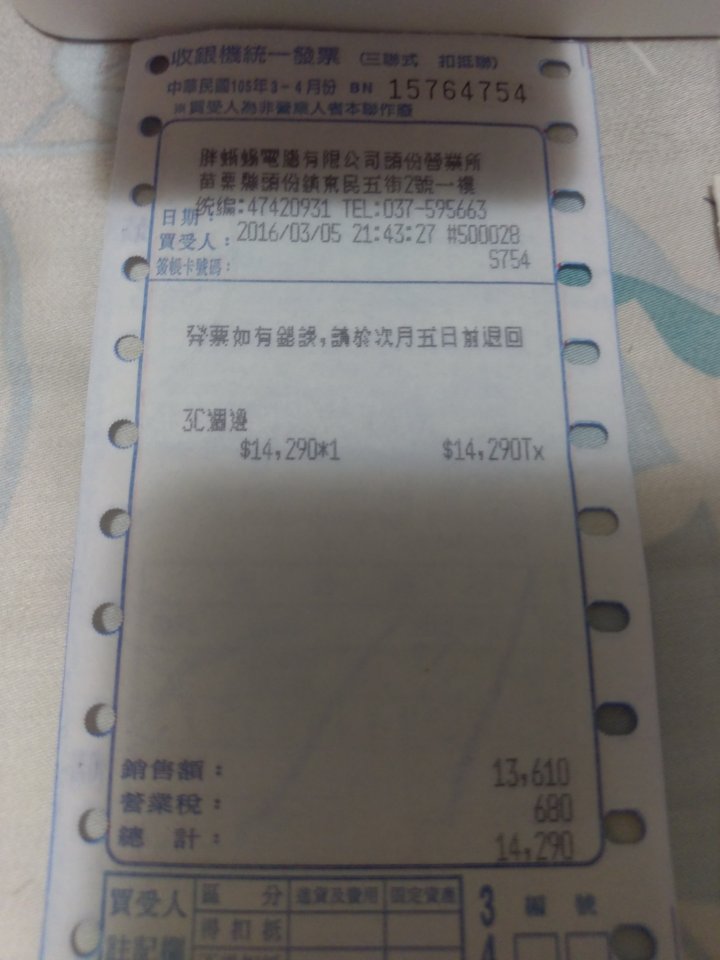 收銀機統一發票 (三聯式 扣抵聯)
中華民國105年3-4月份 BN 15764754
※買受人為非營業人者本聯作廢
胖蜥蜴電腦有限公司頭份營業所
苗栗縣頭份鎮東民五街2號一樓
統編:47420931 TEL:037-595663
日期:
2016/03/05 21:43:27 #500028
買受人:
S754
簽帳卡號碼:
發票如有錯誤,請於次月五日前退回
3C週邊
$14,290*1 $14,290Tx
銷售額: 13,610
營業稅: 680
總 計: 14,290
買受人 區 分 進貨及費用 固定資產 3 編 號
註記欄 得 扣 抵 4